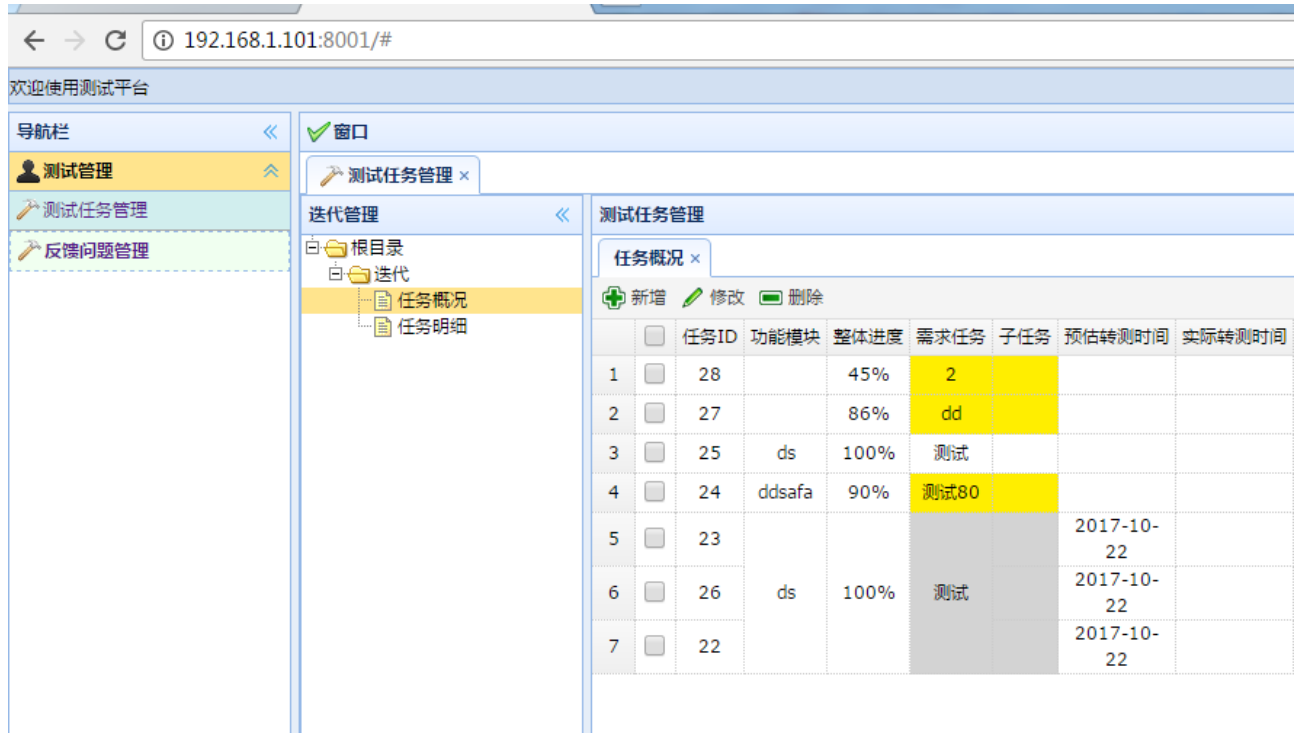 192.168.1.101:8001/#
欢迎使用测试平台
导航栏
测试管理
测试任务管理
反馈问题管理
窗口
测试任务管理 ×
迭代管理
根目录
迭代
任务概况
任务明细
测试任务管理
任务概况 ×
新增 修改 删除
任务ID 功能模块 整体进度 需求任务 子任务 预估转测时间 实际转测时间
1 28 45% 2
2 27 86% dd
3 25 ds 100% 测试
4 24 ddsafa 90% 测试80
5 23 2017-10-
22
6 26 ds 100% 测试 2017-10-
22
7 22 2017-10-
22